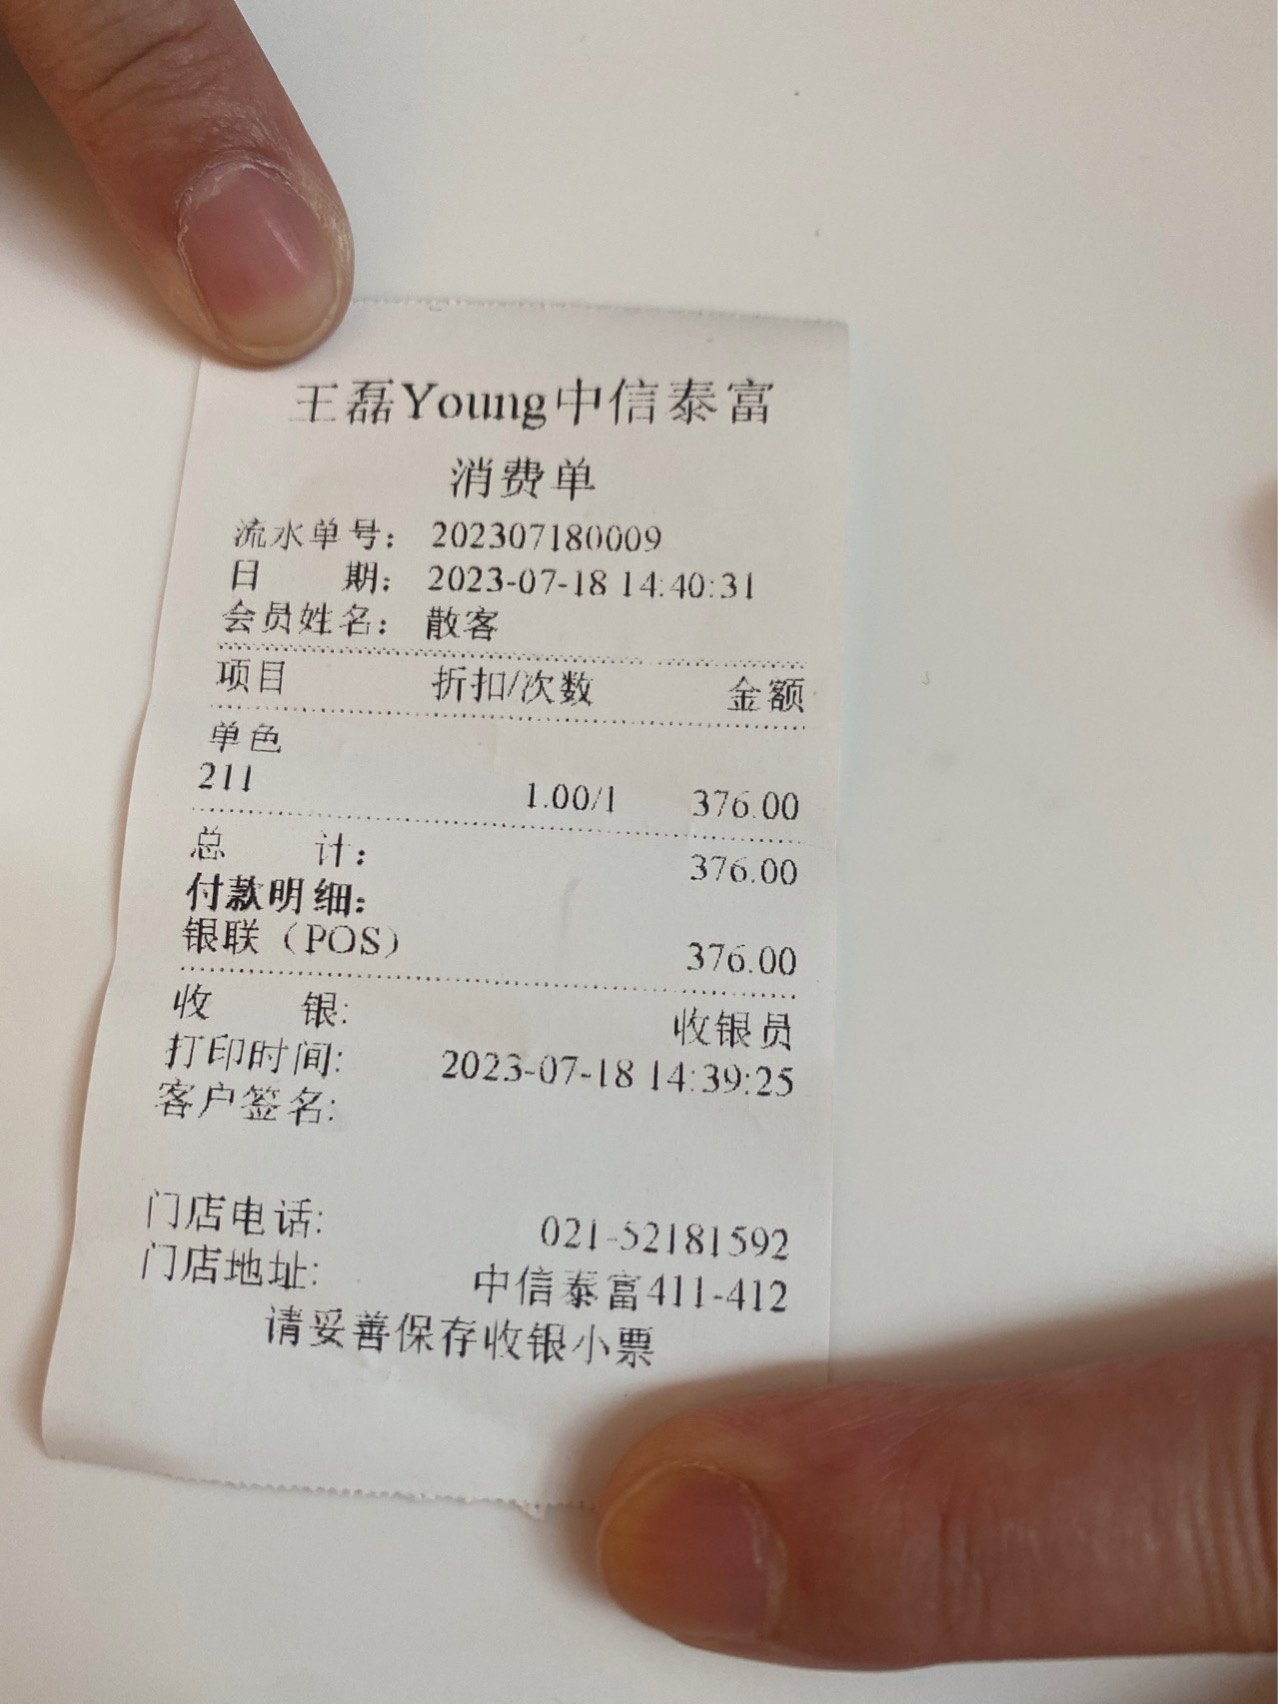 王磊Young中信泰富
消费单
流水单号： 202307180009
日 期： 2023-07-18 14:40:31
会员姓名： 散客
项目 折扣/次数 金额
单色
211 1.00/1 376.00
总 计： 376.00
付款明细：
银联（POS） 376.00
收 银: 收银员
打印时间: 2023-07-18 14:39:25
客户签名:
门店电话: 021-52181592
门店地址: 中信泰富411-412
请妥善保存收银小票